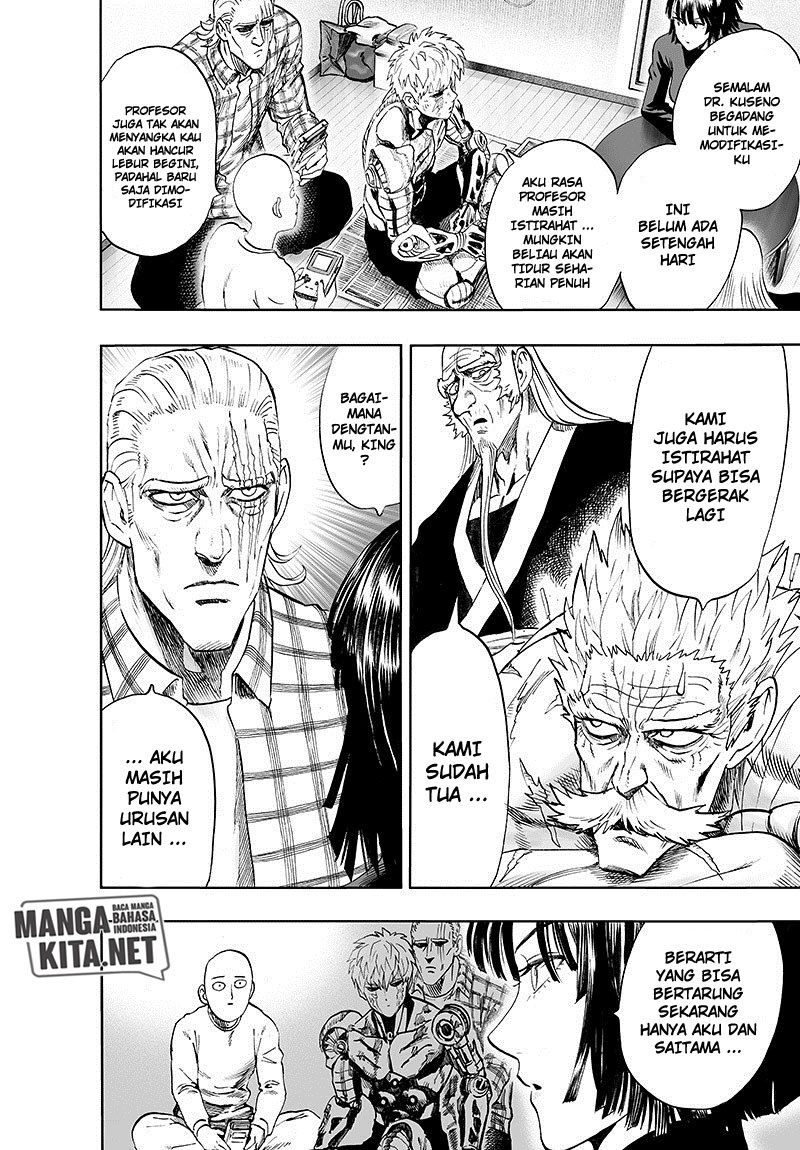 SEMALAM
DR. KUSENO
BEGADANG
UNTUK ME-
MODIFIKASI-
KU
INI
BELUM ADA
SETENGAH
HARI
AKU RASA
PROFESOR
MASIH
ISTIRAHAT ...
MUNGKIN
BELIAU AKAN
TIDUR SEHA-
RIAN PENUH
PROFESOR
JUGA TAK AKAN
MENYANGKA KAU
AKAN HANCUR
LEBUR BEGINI,
PADAHAL BARU
SAJA DIMO-
DIFIKASI
KAMI
JUGA HARUS
ISTIRAHAT
SUPAYA BISA
BERGERAK
LAGI
KAMI
SUDAH
TUA ...
BAGAI-
MANA
DENGTAN-
MU, KING
?
... AKU
MASIH
PUNYA
URUSAN
LAIN ...
BERARTI
YANG BISA
BERTARUNG
SEKARANG
HANYA AKU DAN
SAITAMA ...
MANGA
KITA.NET
BACA MANGA
BAHASA
INDONESIA